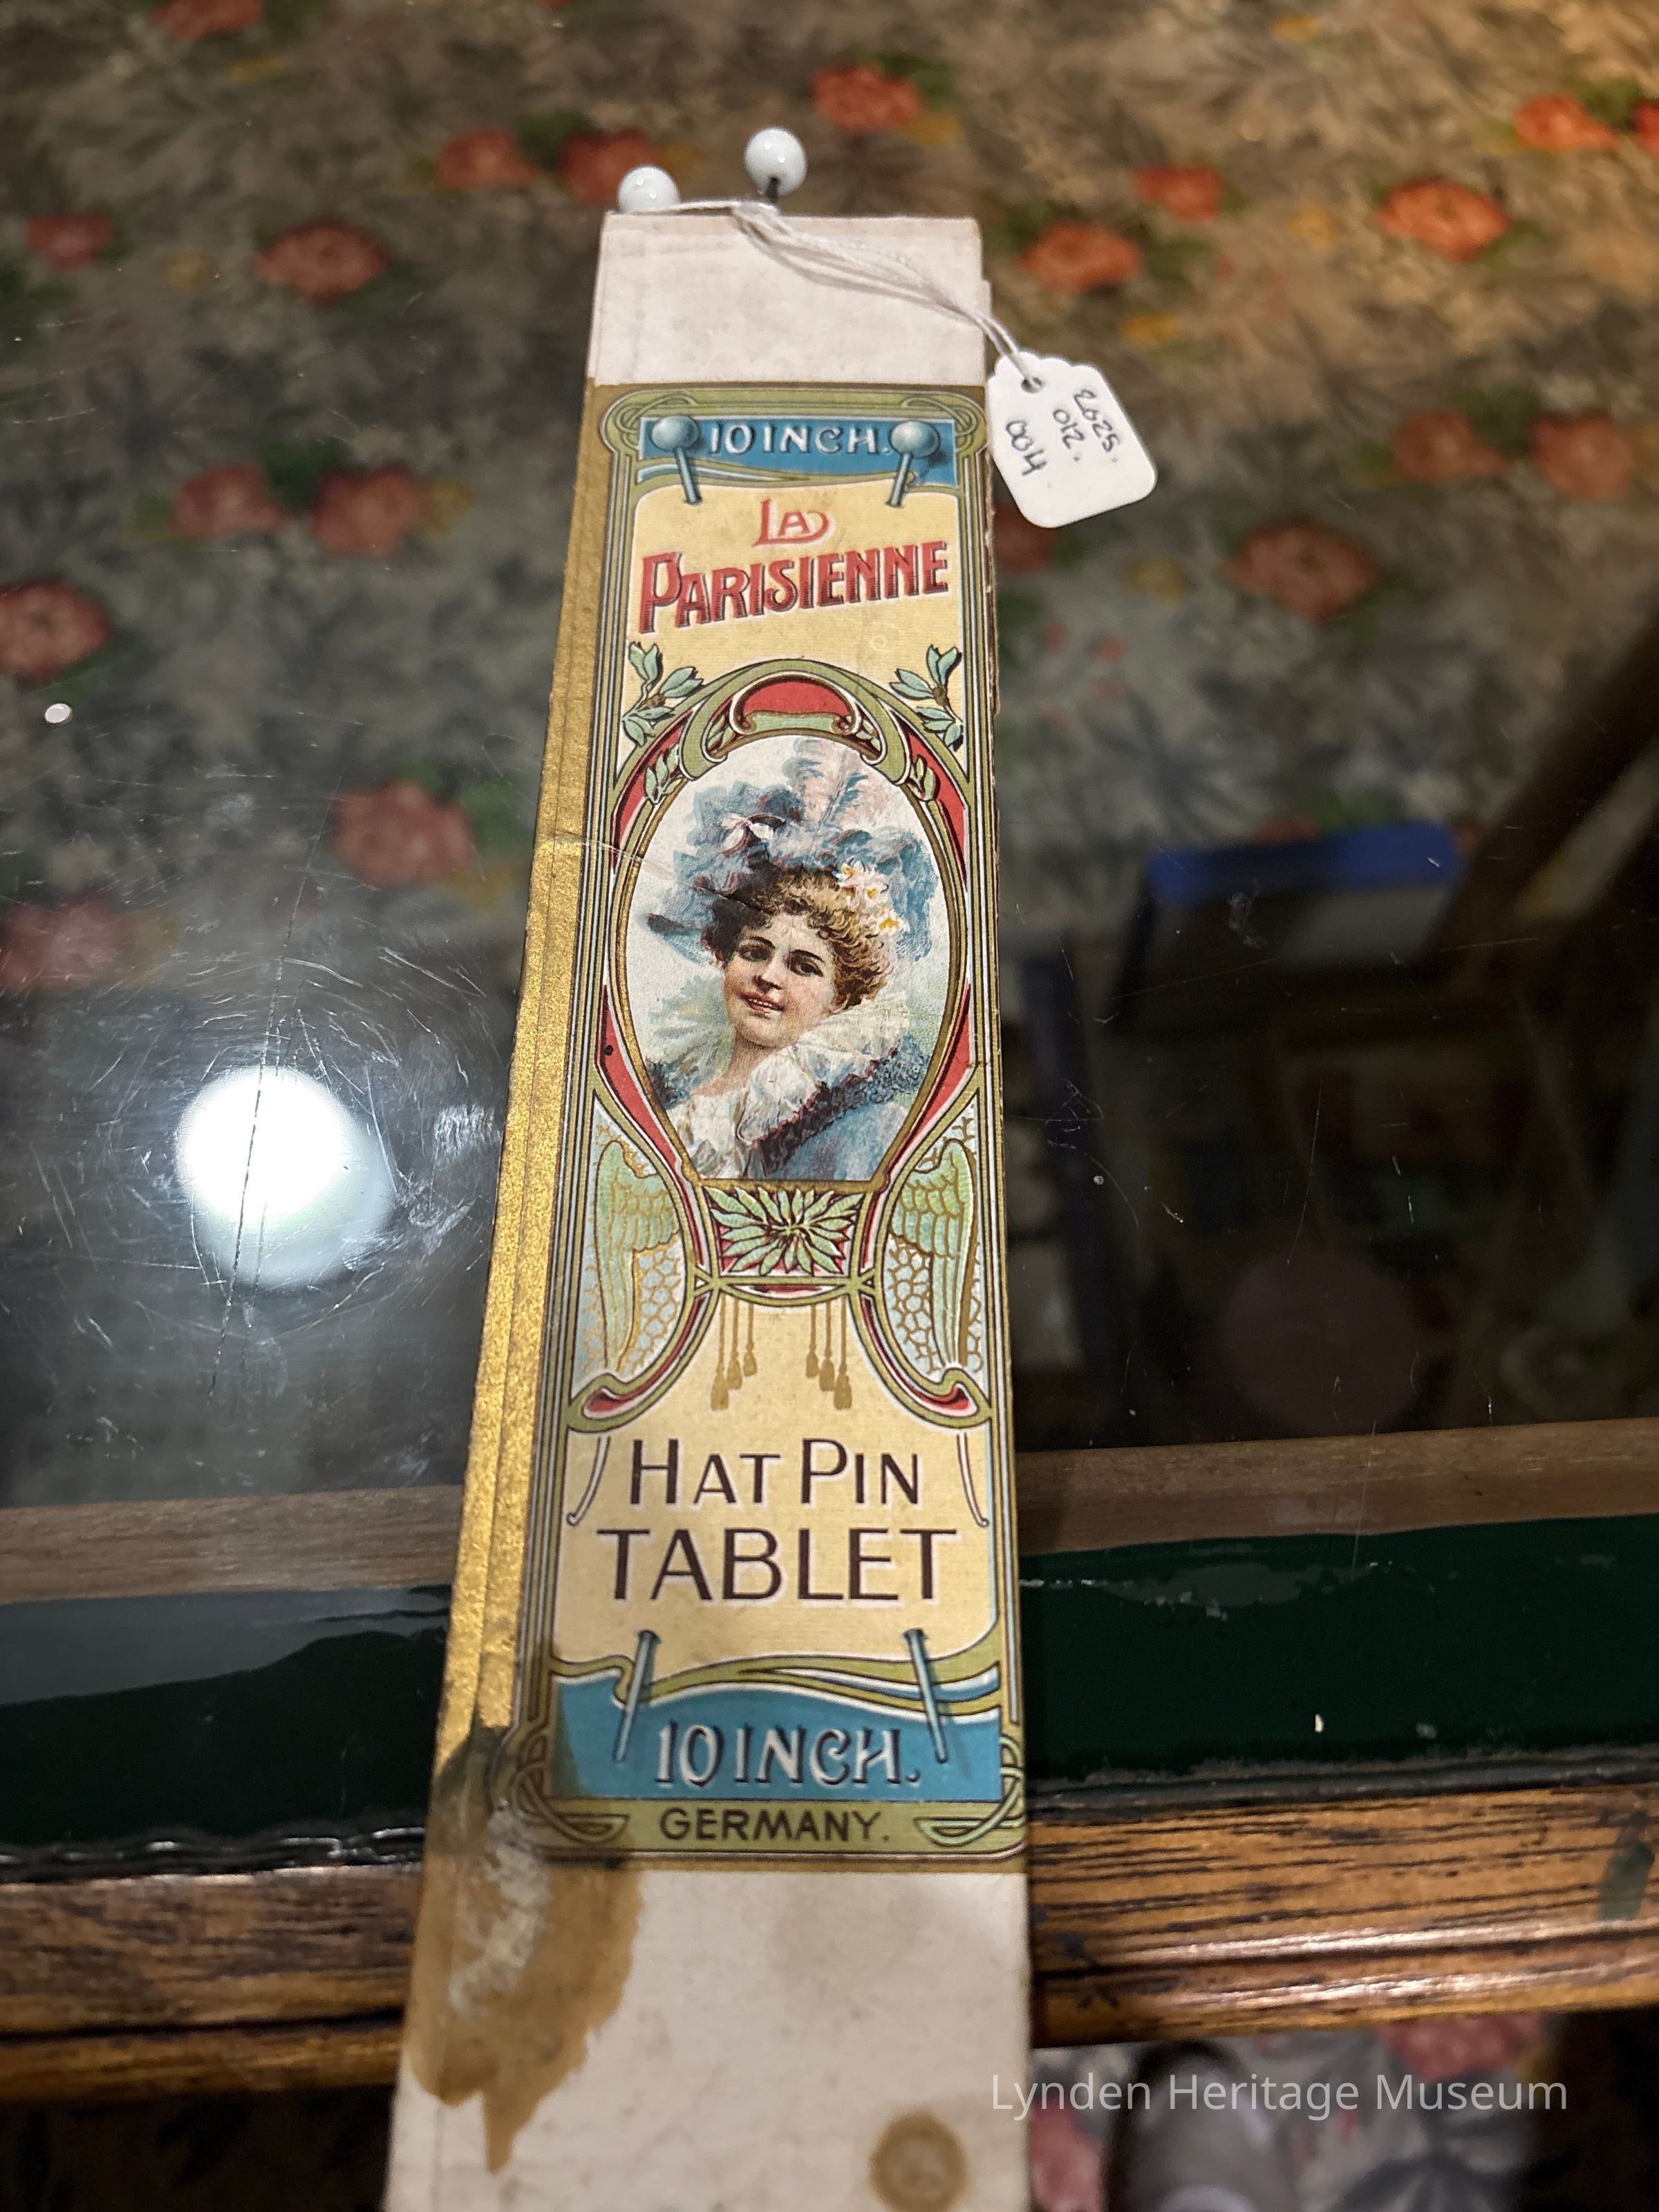 10 INCH.
LA
PARISIENNE
2025.
012.
004
HAT PIN
TABLET
10 INCH.
GERMANY.
Lynden Heritage Museum